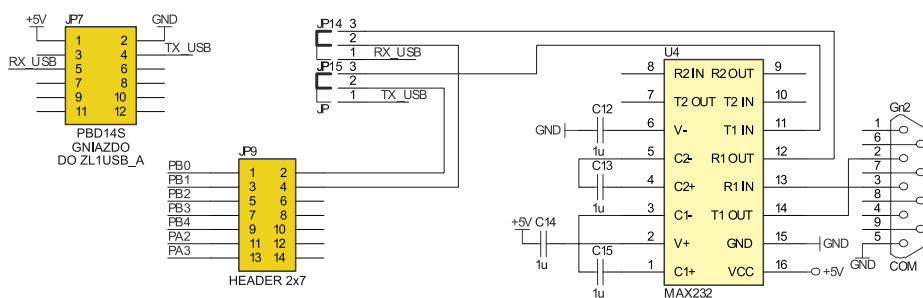 JP7
+5V
GND
1 2
3 4
TX_USB
RX_USB
5 6
7 8
9 10
11 12
PBD14S
GNIAZDO
DO ZL1USB_A
JP9
PB0
PB1
PB2
PB3
PB4
PA2
PA3
1 2
3 4
5 6
7 8
9 10
11 12
13 14
HEADER 2x7
JP14 3
2
1 RX_USB
JP15 3
2
JP 1 TX_USB
U4
8 R2 IN R2 OUT 9
7 T2 OUT T2 IN 10
6 V- T1 IN 11
5 C2- R1 OUT 12
4 C2+ R1 IN 13
3 C1- T1 OUT 14
2 V+ GND 15
1 C1+ VCC 16
MAX232
C12
GND
1u
C13
1u
+5V C14
1u
C15
1u
GND
+5V
Gn2
1
6
2
7
3
8
4
9
5
GND
COM